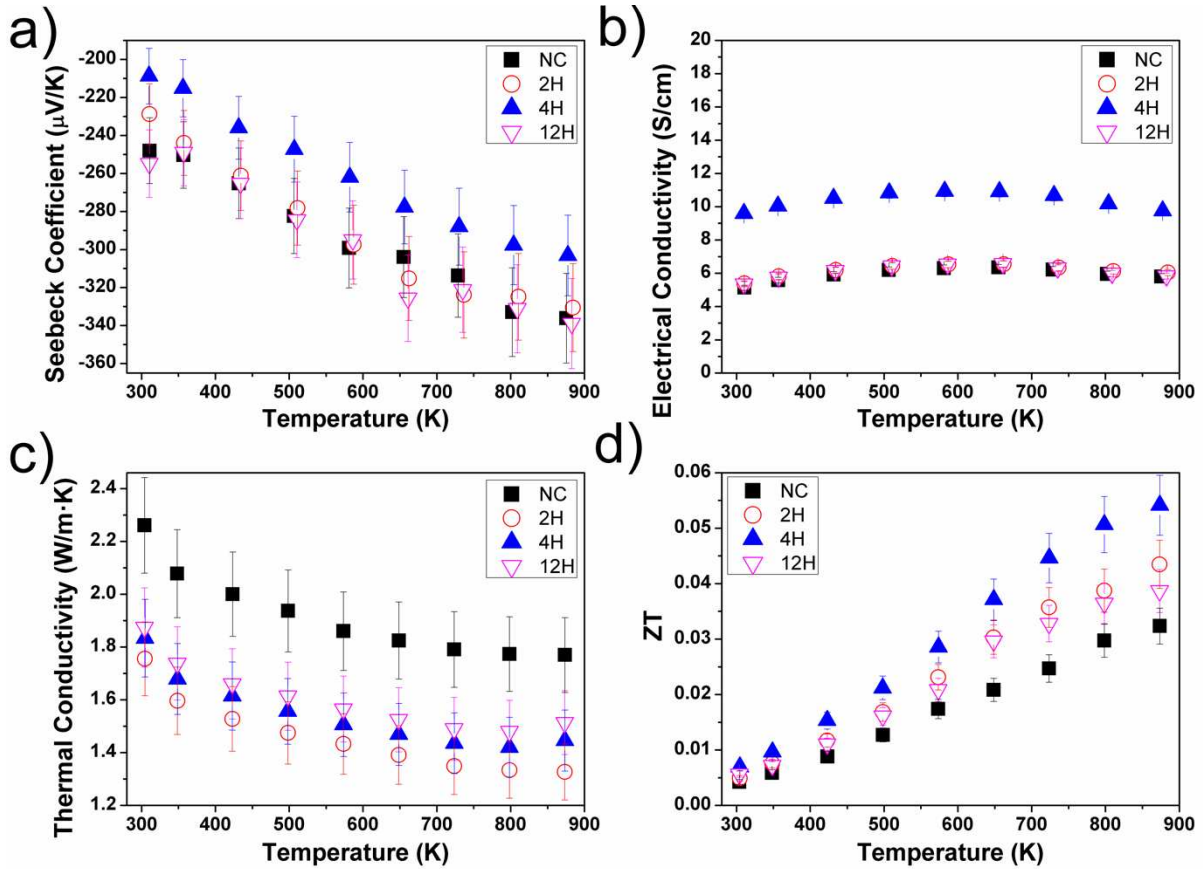 a)
Seebeck Coefficient (μV/K)
-200
-220
-240
-260
-280
-300
-320
-340
-360
NC
2H
4H
12H
300 400 500 600 700 800 900
Temperature (K)
b)
Electrical Conductivity (S/cm)
20
18
16
14
12
10
8
6
4
2
0
NC
2H
4H
12H
300 400 500 600 700 800 900
Temperature (K)
c)
Thermal Conductivity (W/m·K)
2.4
2.2
2.0
1.8
1.6
1.4
1.2
NC
2H
4H
12H
300 400 500 600 700 800 900
Temperature (K)
d)
ZT
0.06
0.05
0.04
0.03
0.02
0.01
0.00
NC
2H
4H
12H
300 400 500 600 700 800 900
Temperature (K)